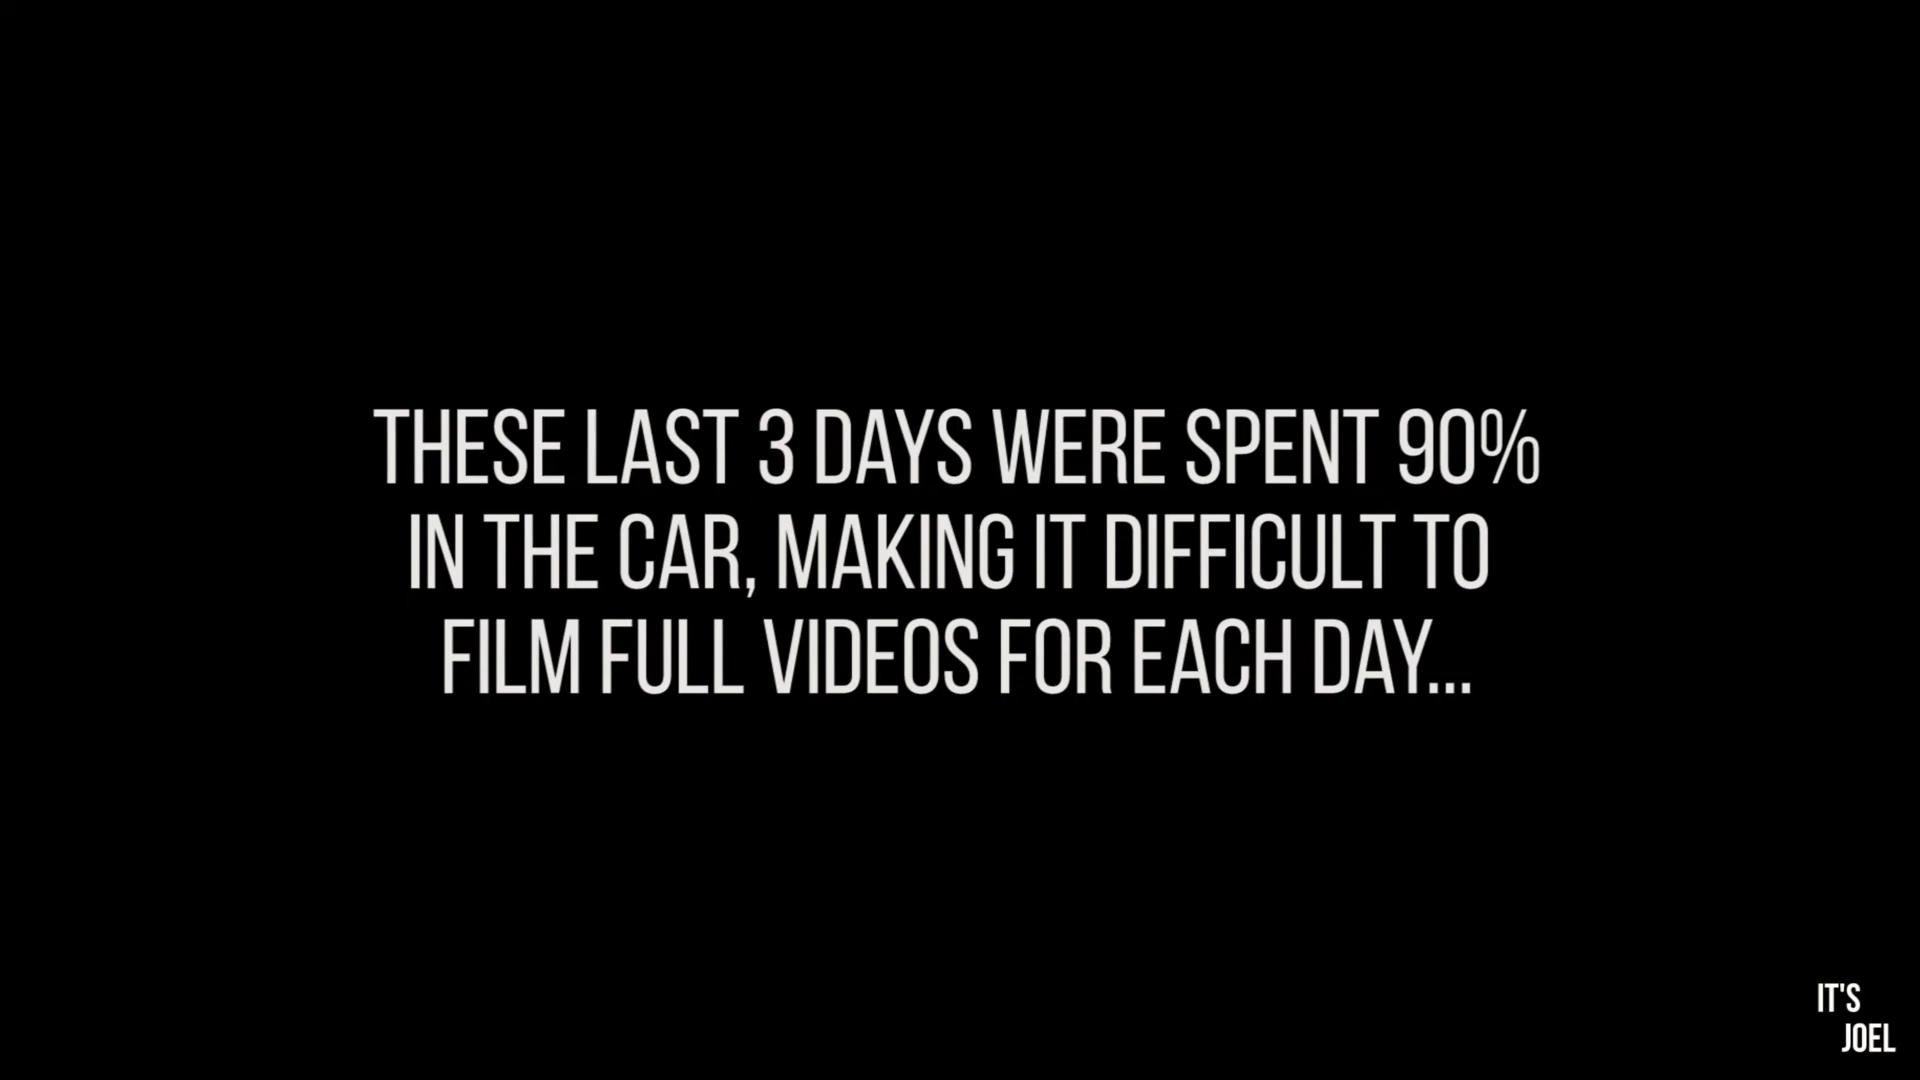 THESE LAST 3 DAYS WERE SPENT 90%
IN THE CAR, MAKING IT DIFFICULT TO
FILM FULL VIDEOS FOR EACH DAY...
IT'S
JOEL